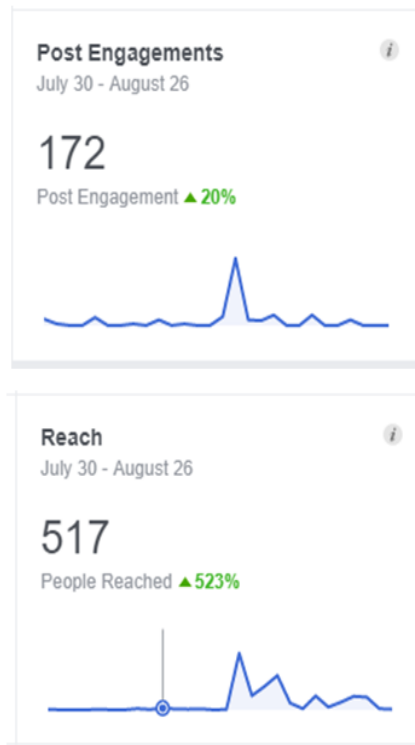 Post Engagements
July 30 - August 26
172
Post Engagement ▲ 20%
Reach
July 30 - August 26
517
People Reached ▲ 523%